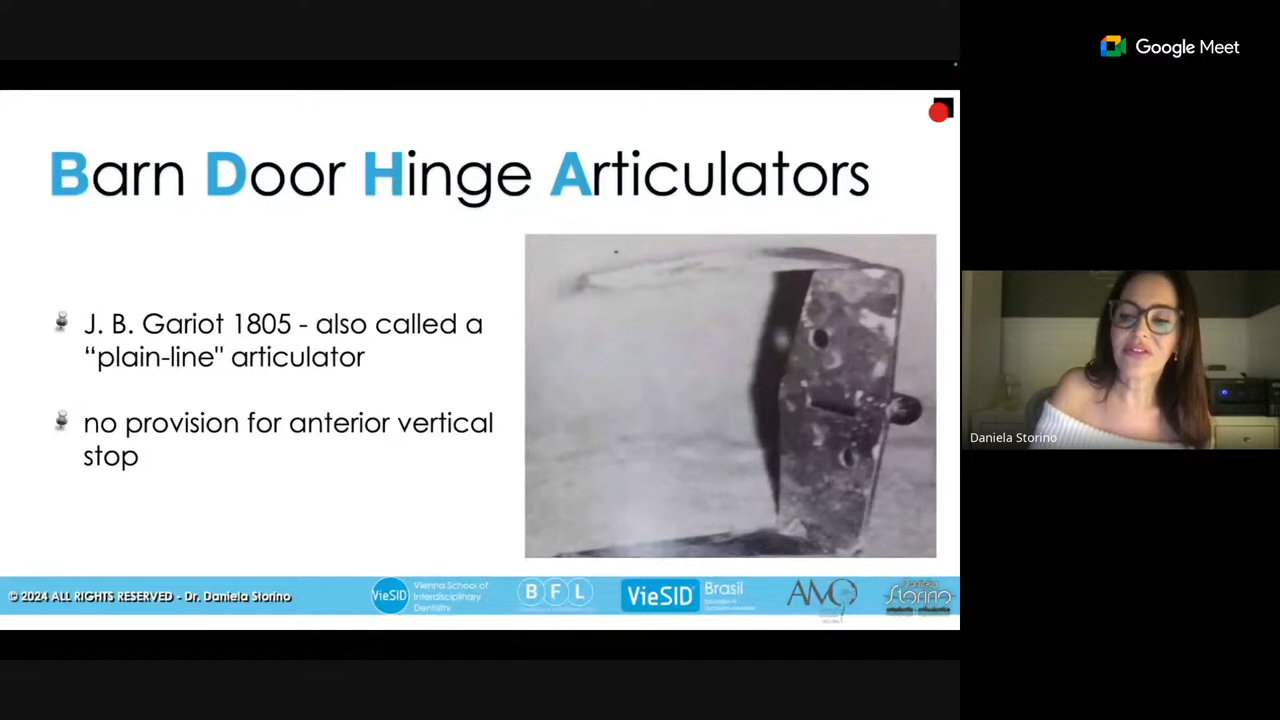 Google Meet
Barn Door Hinge Articulators
J. B. Gariot 1805 - also called a
“plain-line" articulator
no provision for anterior vertical
stop
Daniela Storino
© 2024 ALL RIGHTS RESERVED - Dr. Daniela Storino
VieSID
Vienna School of
Interdisciplinary
Dentistry
B F L
VieSID
Brasil
AMO
Storino